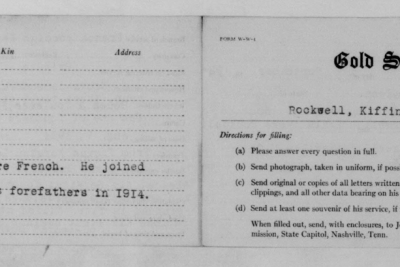 Kin Address
re French. He joined
forefathers in 1914.
FORM W-W-1
Gold
Rockwell, Kiffin
Directions for filling:
(a) Please answer every question in full.
(b) Send photograph, taken in uniform, if
(c) Send original or copies of all letters written
clippings, and all other data bearing on his
(d) Send at least one souvenir of his service, if
When filled out, send, with enclosures, to
mission, State Capitol, Nashville, Tenn.